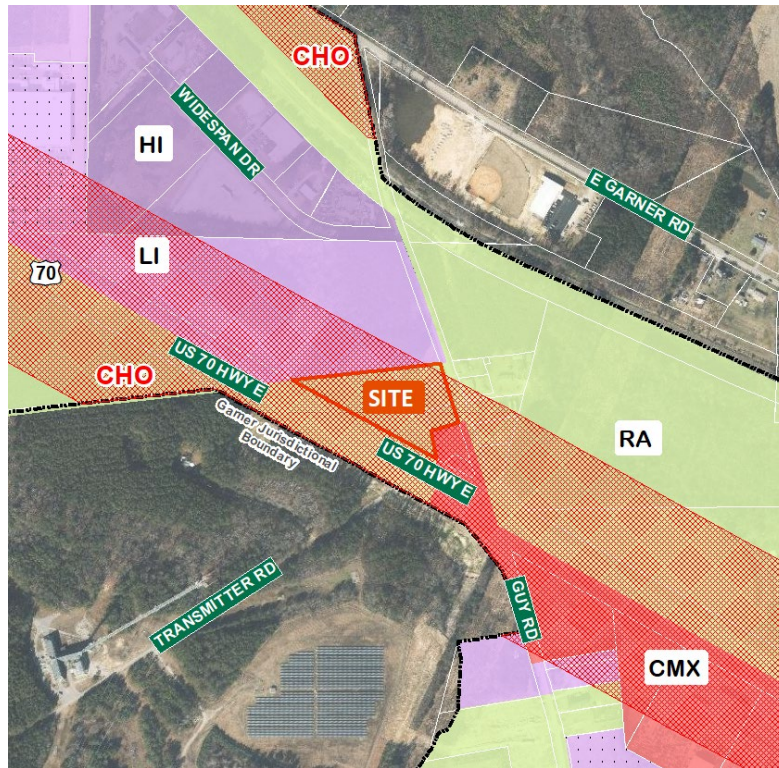 CHO
WIDESPAN DR
HI
E GARNER RD
LI
70
US 70 HWY E
CHO
SITE
Garner Jurisdictional
Boundary
RA
US 70 HWY E
TRANSMITTER RD
GUY RD
CMX